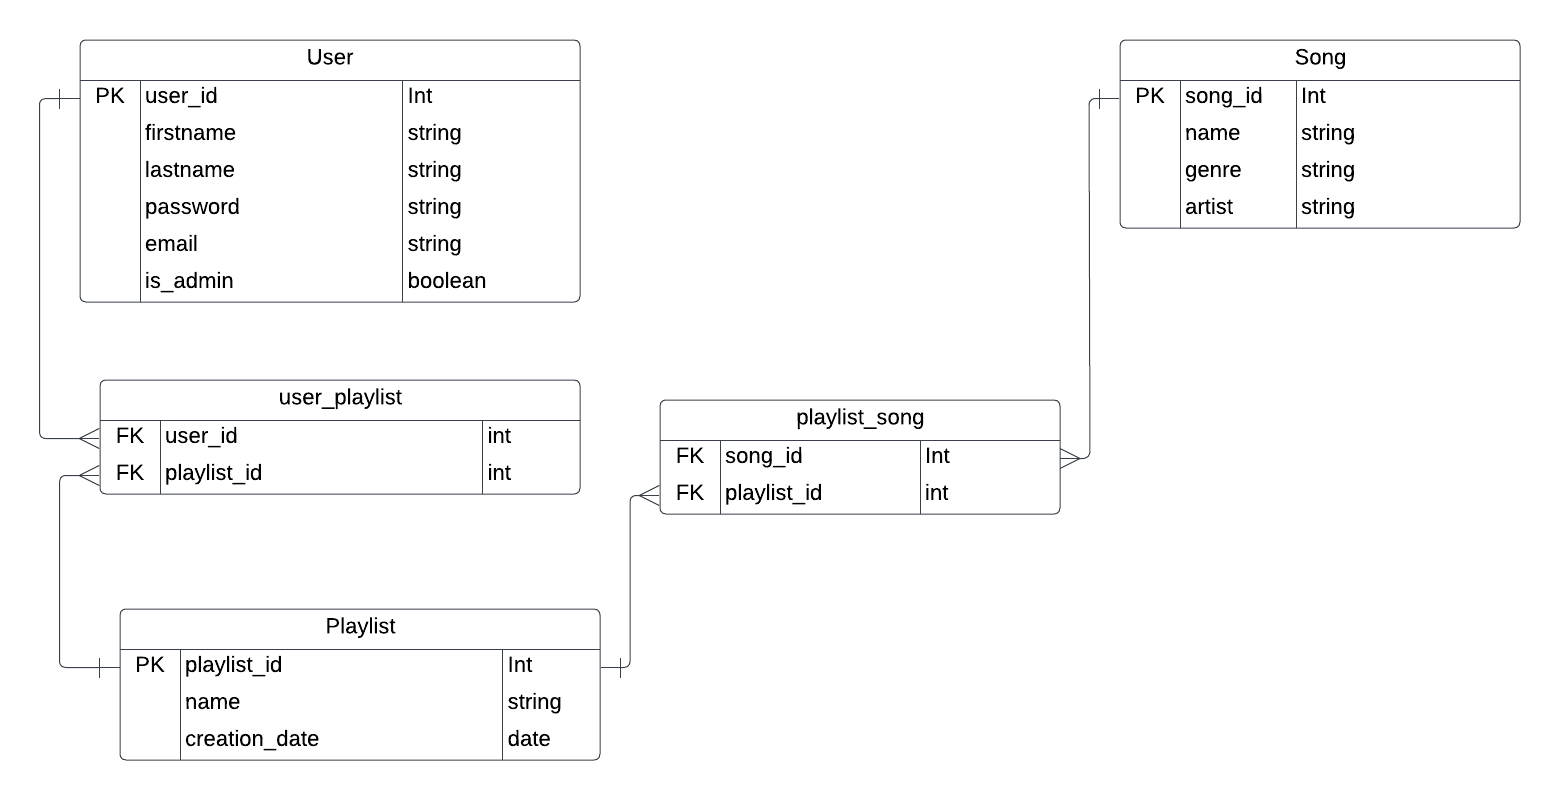 User
PK user_id Int
firstname string
lastname string
password string
email string
is_admin boolean
Song
PK song_id Int
name string
genre string
artist string
user_playlist
FK user_id int
FK playlist_id int
playlist_song
FK song_id Int
FK playlist_id int
Playlist
PK playlist_id Int
name string
creation_date date